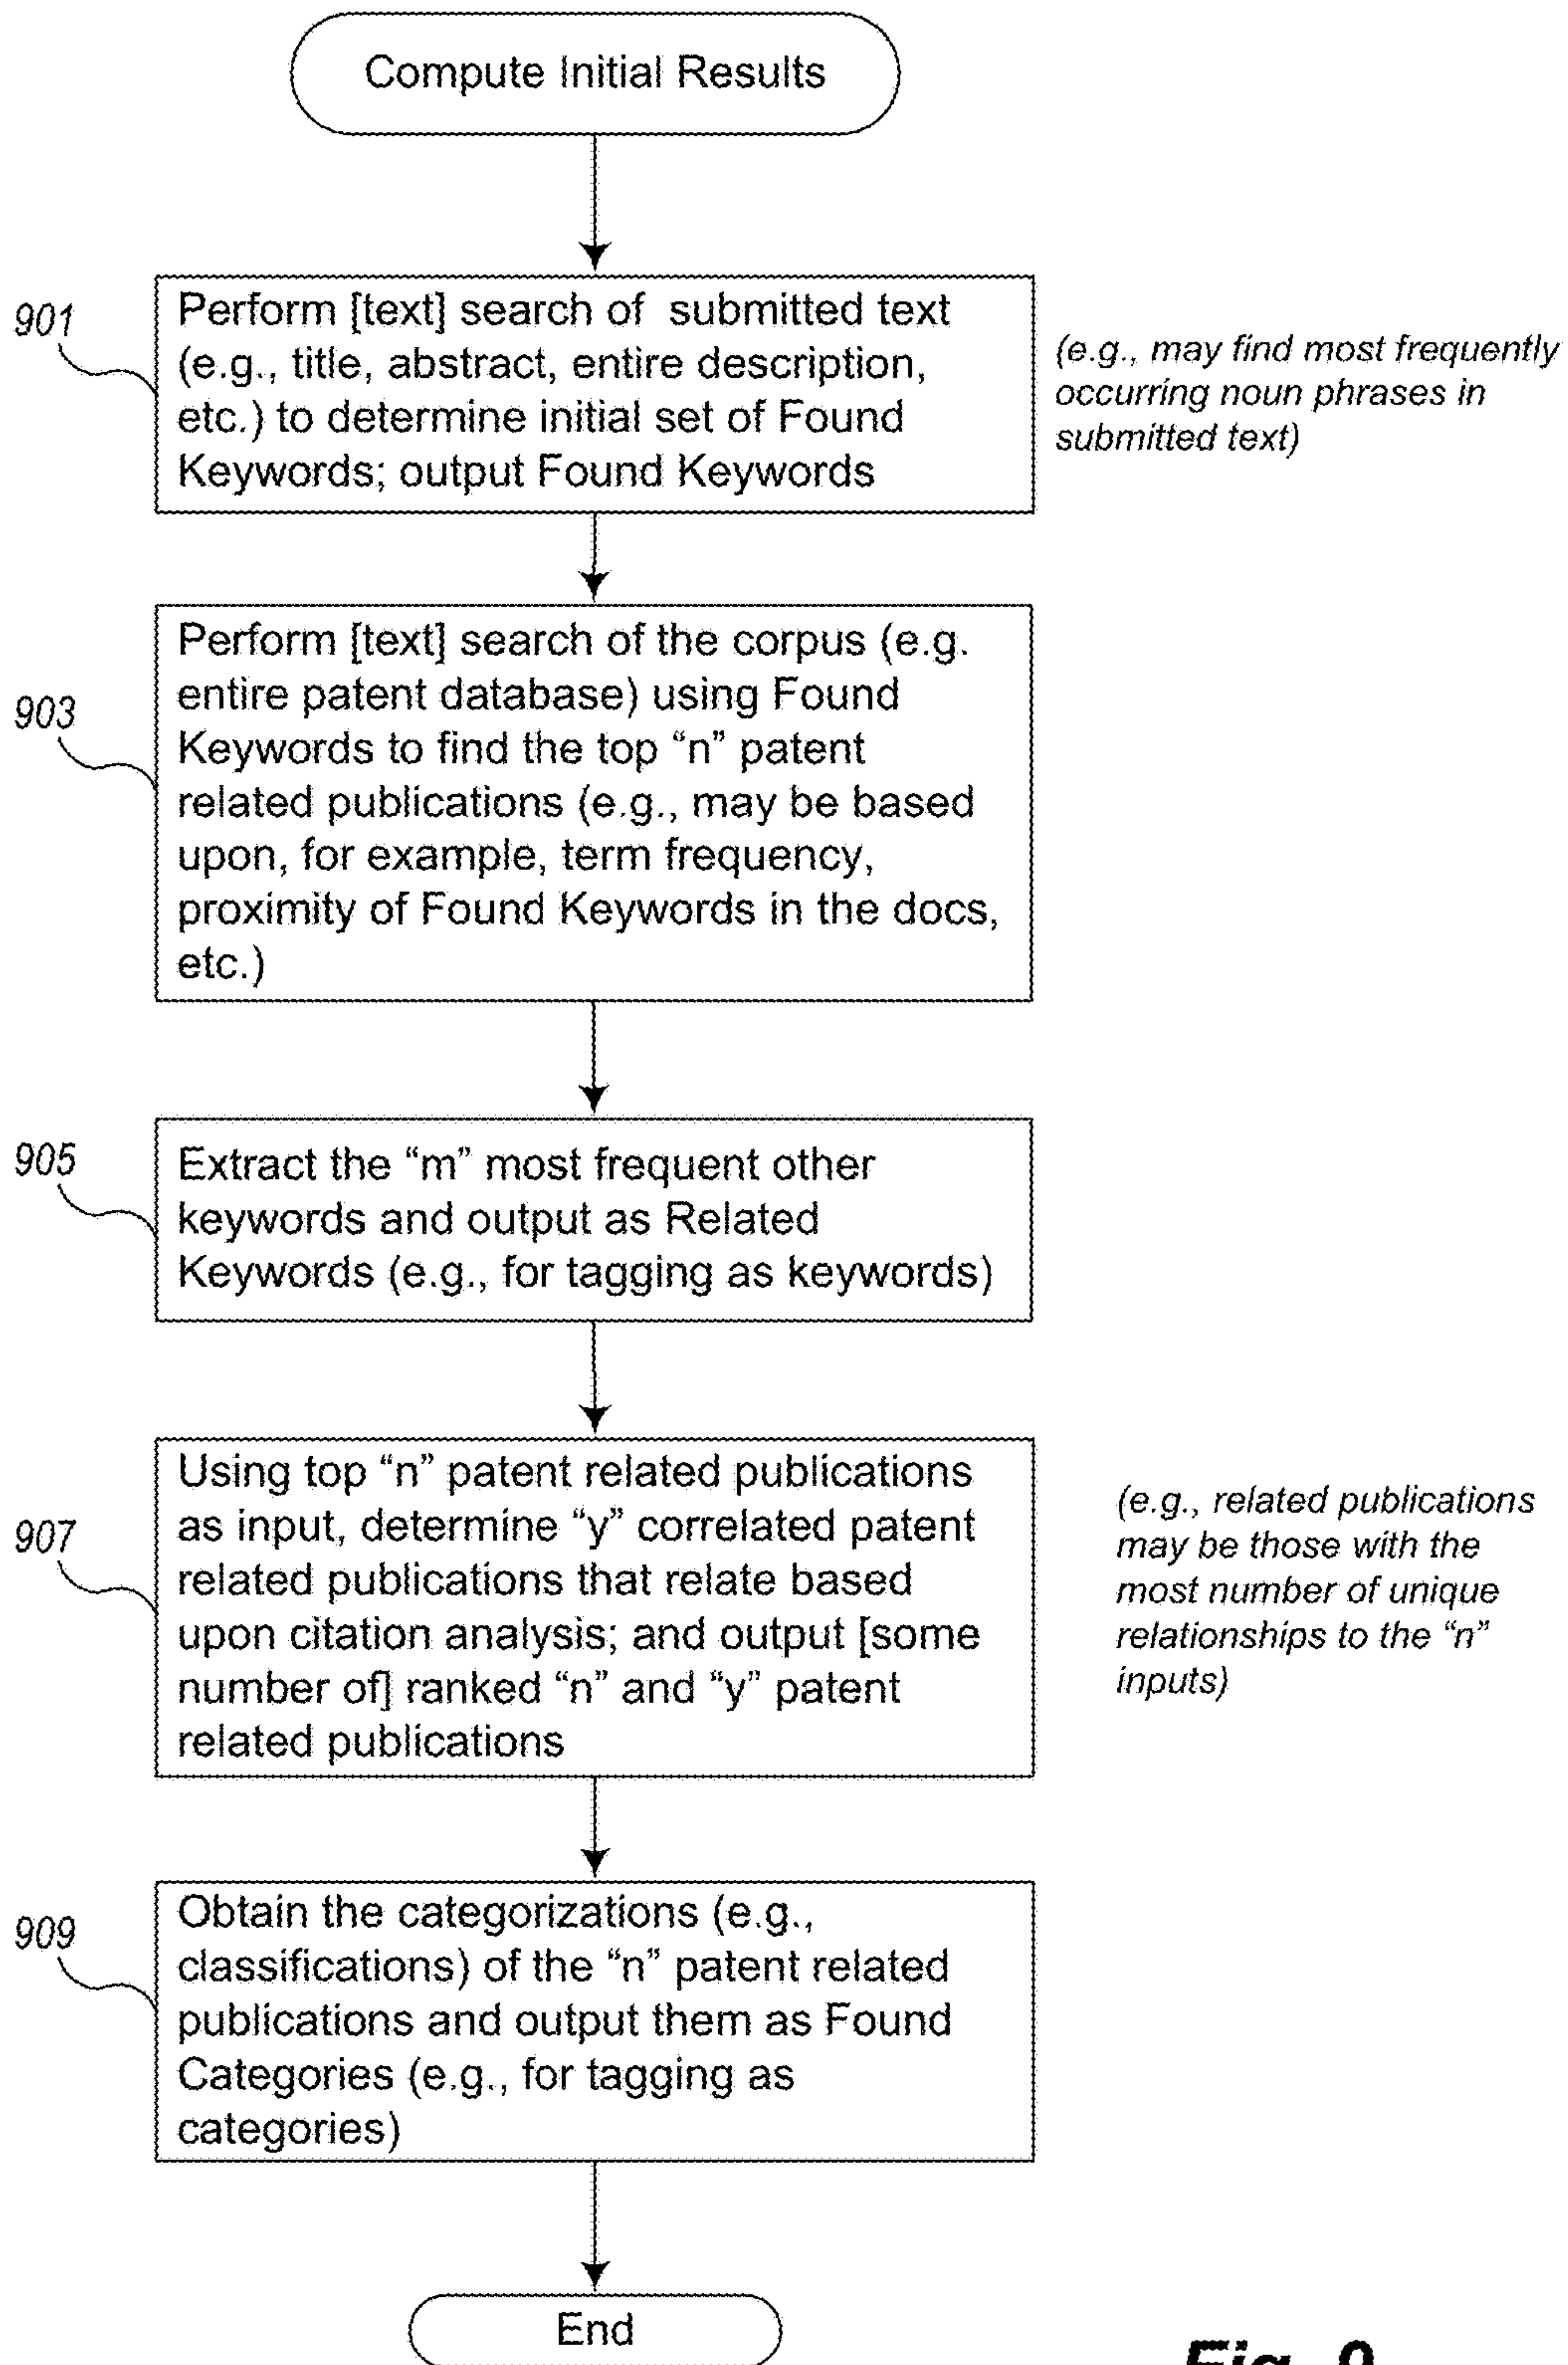 Compute Initial Results
901
Perform [text] search of submitted text
(e.g., title, abstract, entire description,
etc.) to determine initial set of Found
Keywords; output Found Keywords
(e.g., may find most frequently
occurring noun phrases in
submitted text)
903
Perform [text] search of the corpus (e.g.
entire patent database) using Found
Keywords to find the top “n” patent
related publications (e.g., may be based
upon, for example, term frequency,
proximity of Found Keywords in the docs,
etc.)
905
Extract the “m” most frequent other
keywords and output as Related
Keywords (e.g., for tagging as keywords)
907
Using top “n” patent related publications
as input, determine “y” correlated patent
related publications that relate based
upon citation analysis; and output [some
number of] ranked “n” and “y” patent
related publications
(e.g., related publications
may be those with the
most number of unique
relationships to the “n”
inputs)
909
Obtain the categorizations (e.g.,
classifications) of the “n” patent related
publications and output them as Found
Categories (e.g., for tagging as
categories)
End
Fig. 9